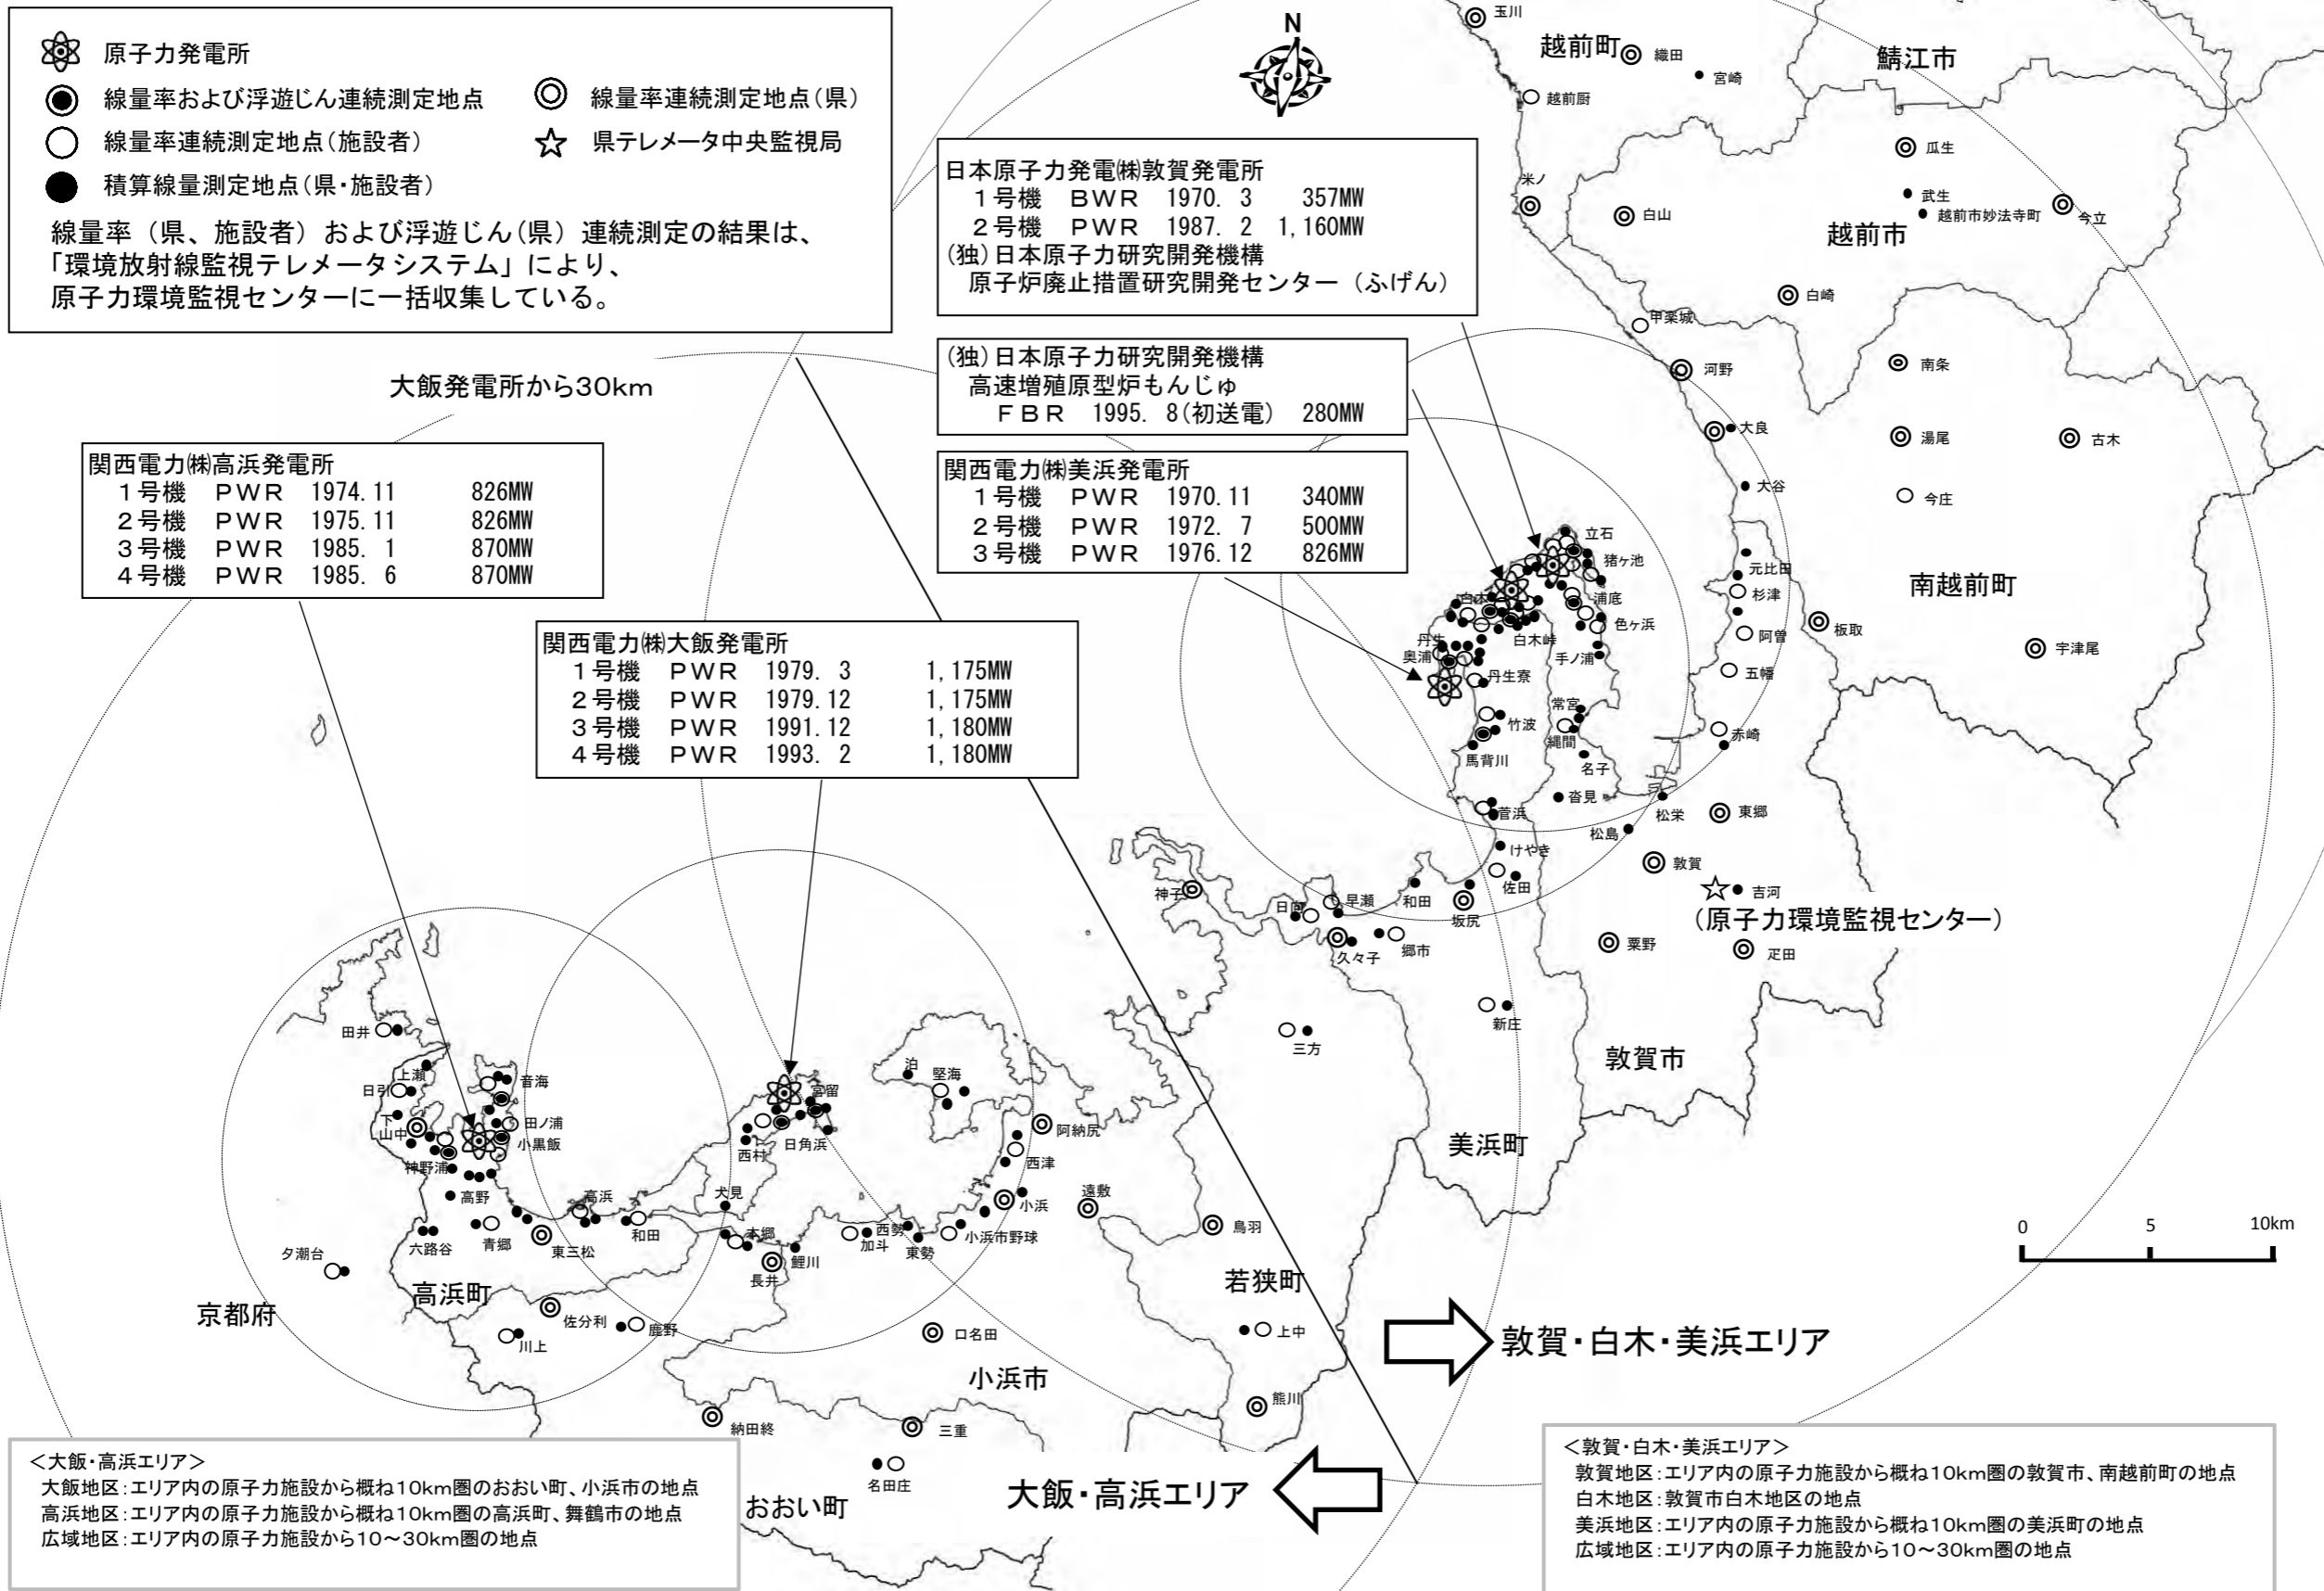 原子力発電所
線量率および浮遊じん連続測定地点
線量率連続測定地点(県)
線量率連続測定地点(施設者)
県テレメータ中央監視局
積算線量測定地点(県・施設者)
線量率(県、施設者)および浮遊じん(県)連続測定の結果は、
「環境放射線監視テレメータシステム」により、
原子力環境監視センターに一括収集している。
N
大飯発電所から30km
日本原子力発電㈱敦賀発電所
1号機 BWR 1970. 3 357MW
2号機 PWR 1987. 2 1,160MW
(独)日本原子力研究開発機構
原子炉廃止措置研究開発センター(ふげん)
(独)日本原子力研究開発機構
高速増殖原型炉もんじゅ
FBR 1995. 8(初送電) 280MW
関西電力㈱美浜発電所
1号機 PWR 1970.11 340MW
2号機 PWR 1972. 7 500MW
3号機 PWR 1976.12 826MW
関西電力㈱高浜発電所
1号機 PWR 1974.11 826MW
2号機 PWR 1975.11 826MW
3号機 PWR 1985. 1 870MW
4号機 PWR 1985. 6 870MW
関西電力㈱大飯発電所
1号機 PWR 1979. 3 1,175MW
2号機 PWR 1979.12 1,175MW
3号機 PWR 1991.12 1,180MW
4号機 PWR 1993. 2 1,180MW
玉川
越前町
織田
宮崎
鯖江市
越前厨
瓜生
米ノ
白山
武生
越前市妙法寺町
今立
越前市
白崎
甲楽城
河野
南条
大良
湯尾
古木
大谷
今庄
立石
猪ヶ池
元比田
南越前町
杉津
浦底
白木
色ヶ浜
阿曽
板取
白木峠
丹生
奥浦
手ノ浦
宇津尾
五幡
丹生寮
常宮
竹波
縄間
赤崎
馬背川
名子
沓見
松栄
菅浜
東郷
松島
けやき
敦賀
佐田
吉河
(原子力環境監視センター)
神子
日向
早瀬
和田
坂尻
久々子
郷市
粟野
疋田
新庄
三方
敦賀市
美浜町
田井
上瀬
日引
音海
下
山中
田ノ浦
小黒飯
神野浦
高野
六路谷
青郷
東三松
高浜
和田
夕潮台
高浜町
京都府
佐分利
川上
鹿野
泊
堅海
宮留
日角浜
西村
阿納尻
西津
犬見
小浜
遠敷
鳥羽
本郷
長井
鯉川
加斗
西勢
東勢
小浜市野球
若狭町
上中
口名田
小浜市
熊川
納田終
三重
名田庄
おおい町
大飯・高浜エリア
敦賀・白木・美浜エリア
0 5 10km
<大飯・高浜エリア>
大飯地区:エリア内の原子力施設から概ね10km圏のおおい町、小浜市の地点
高浜地区:エリア内の原子力施設から概ね10km圏の高浜町、舞鶴市の地点
広域地区:エリア内の原子力施設から10～30km圏の地点
<敦賀・白木・美浜エリア>
敦賀地区:エリア内の原子力施設から概ね10km圏の敦賀市、南越前町の地点
白木地区:敦賀市白木地区の地点
美浜地区:エリア内の原子力施設から概ね10km圏の美浜町の地点
広域地区:エリア内の原子力施設から10～30km圏の地点